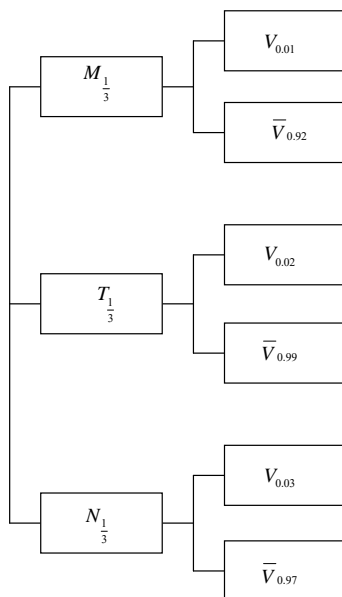 M 1/3
V 0.01
V̅ 0.92
T 1/3
V 0.02
V̅ 0.99
N 1/3
V 0.03
V̅ 0.97